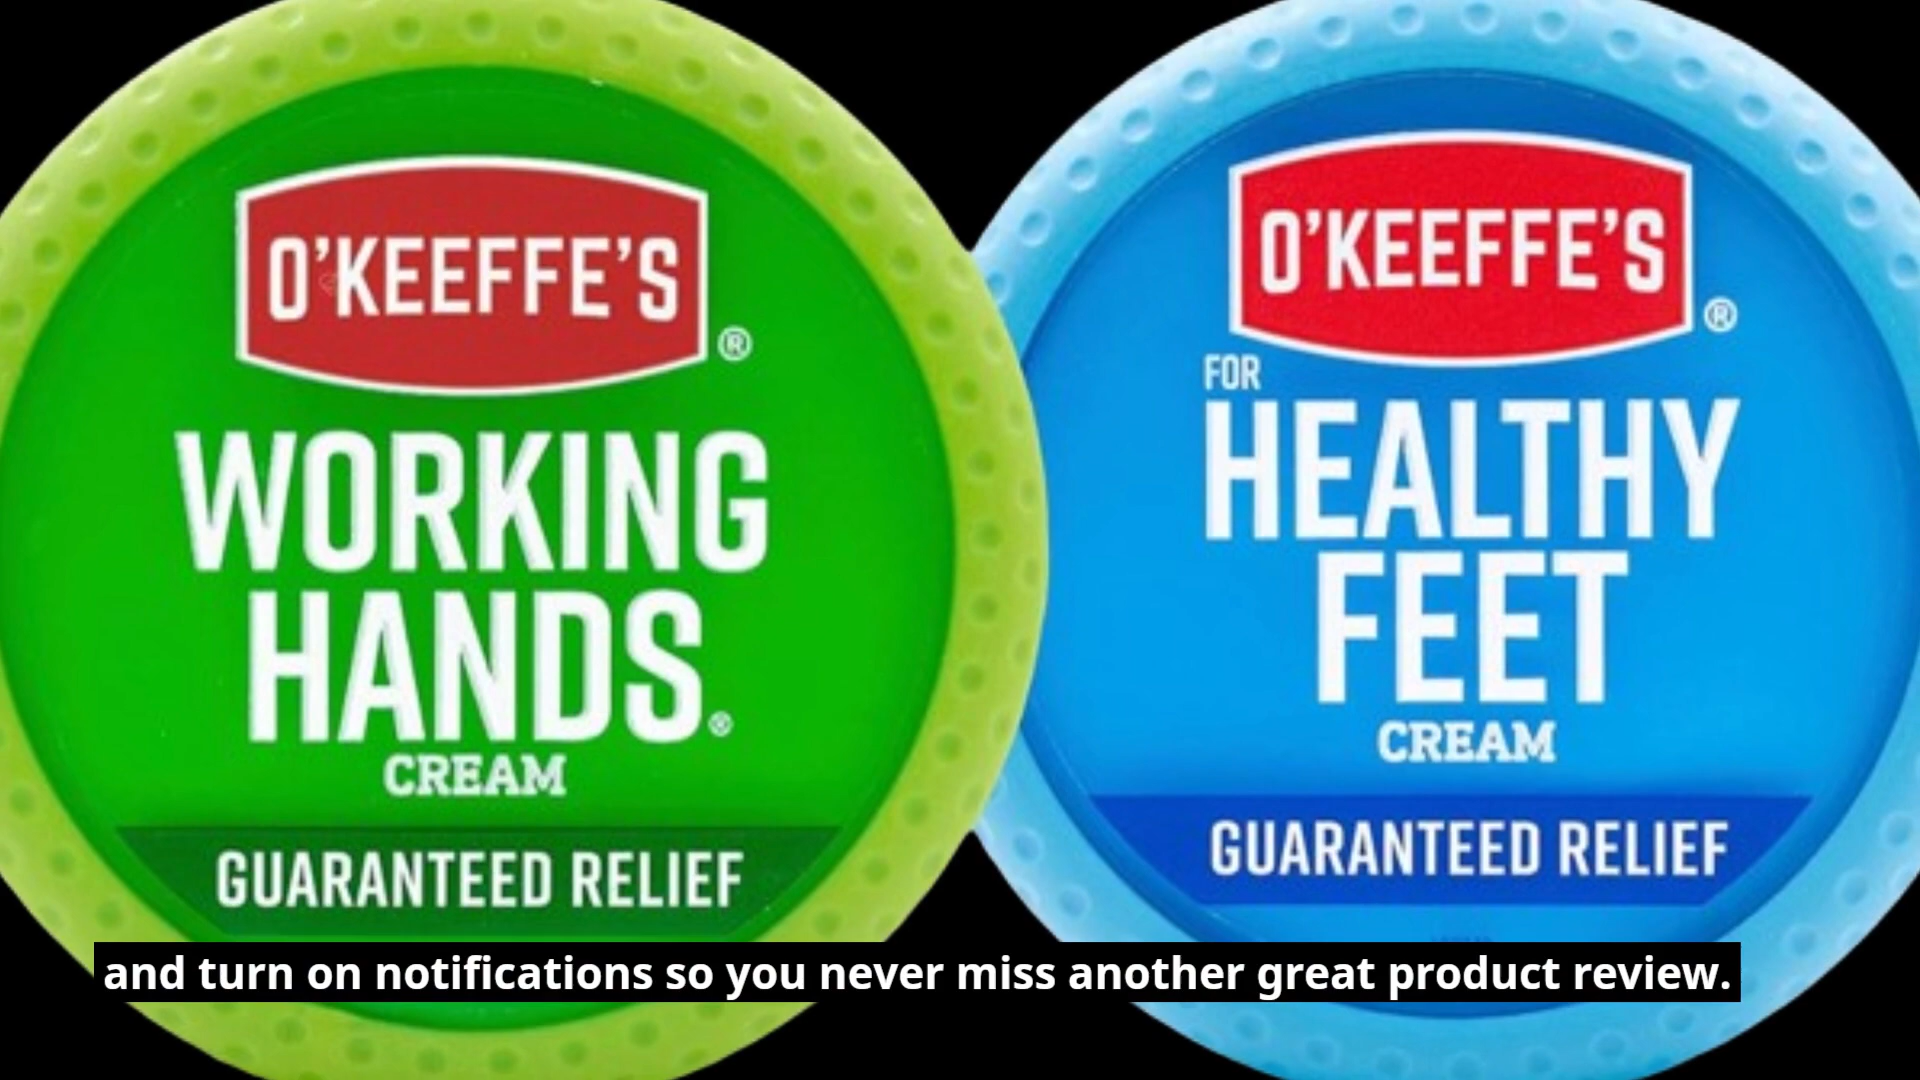 O'KEEFFE'S®
WORKING
HANDS®
CREAM
GUARANTEED RELIEF
O'KEEFFE'S®
FOR
HEALTHY
FEET
CREAM
GUARANTEED RELIEF
and turn on notifications so you never miss another great product review.